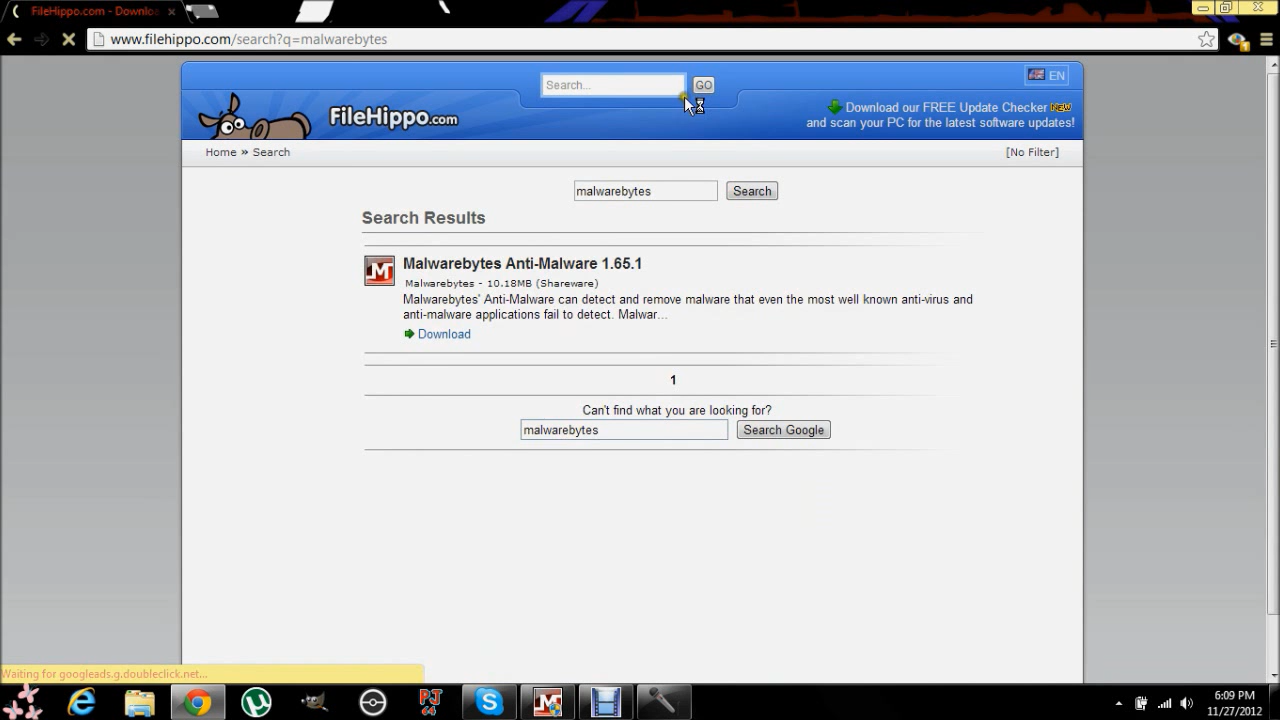 FileHippo.com - Downlo
www.filehippo.com/search?q=malwarebytes
Search...
GO
EN
FileHippo.com
Download our FREE Update Checker NEW
and scan your PC for the latest software updates!
Home » Search
[No Filter]
malwarebytes
Search
Search Results
M
Malwarebytes Anti-Malware 1.65.1
Malwarebytes - 10.18MB (Shareware)
Malwarebytes' Anti-Malware can detect and remove malware that even the most well known anti-virus and
anti-malware applications fail to detect. Malwar...
Download
1
Can't find what you are looking for?
malwarebytes
Search Google
Waiting for googleads.g.doubleclick.net...
PJ
64
M
6:09 PM
11/27/2012